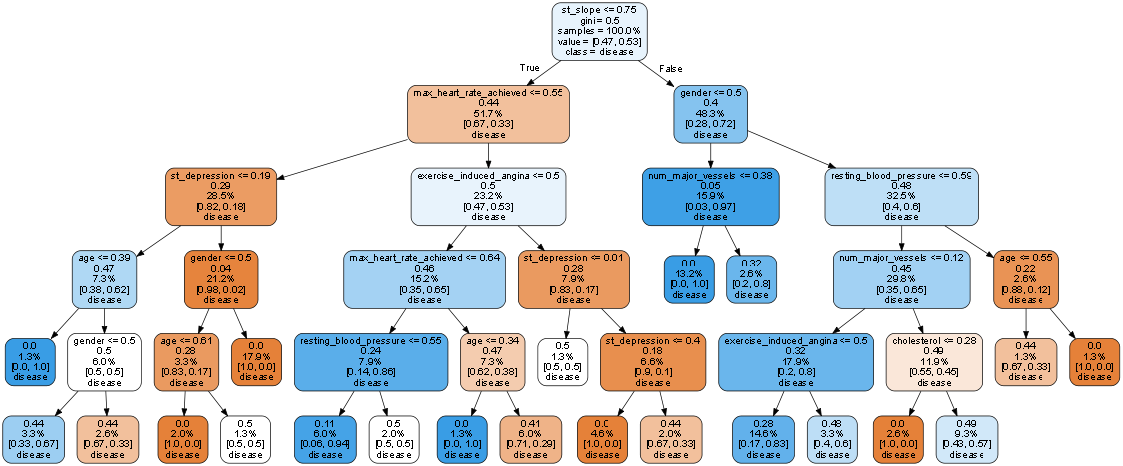 st_slope <= 0.75
gini = 0.5
samples = 100.0%
value = [0.47, 0.53]
class = disease
True
False
max_heart_rate_achieved <= 0.55
0.44
51.7%
[0.67, 0.33]
disease
gender <= 0.5
0.4
48.3%
[0.28, 0.72]
disease
st_depression <= 0.19
0.29
28.5%
[0.82, 0.18]
disease
exercise_induced_angina <= 0.5
0.5
23.2%
[0.47, 0.53]
disease
num_major_vessels <= 0.38
0.05
15.9%
[0.03, 0.97]
disease
resting_blood_pressure <= 0.59
0.48
32.5%
[0.4, 0.6]
disease
age <= 0.39
0.47
7.3%
[0.38, 0.62]
disease
gender <= 0.5
0.04
21.2%
[0.98, 0.02]
disease
max_heart_rate_achieved <= 0.64
0.46
15.2%
[0.35, 0.65]
disease
st_depression <= 0.01
0.28
7.9%
[0.83, 0.17]
disease
0.0
13.2%
[0.0, 1.0]
disease
0.32
2.6%
[0.2, 0.8]
disease
num_major_vessels <= 0.12
0.45
29.8%
[0.35, 0.65]
disease
age <= 0.55
0.22
2.6%
[0.88, 0.12]
disease
0.0
1.3%
[0.0, 1.0]
disease
gender <= 0.5
0.5
6.0%
[0.5, 0.5]
disease
age <= 0.61
0.28
3.3%
[0.83, 0.17]
disease
0.0
17.9%
[1.0, 0.0]
disease
resting_blood_pressure <= 0.55
0.24
7.9%
[0.14, 0.86]
disease
age <= 0.34
0.47
7.3%
[0.62, 0.38]
disease
0.5
1.3%
[0.5, 0.5]
disease
st_depression <= 0.4
0.18
6.6%
[0.9, 0.1]
disease
exercise_induced_angina <= 0.5
0.32
17.9%
[0.2, 0.8]
disease
cholesterol <= 0.28
0.49
11.9%
[0.55, 0.45]
disease
0.44
1.3%
[0.67, 0.33]
disease
0.0
1.3%
[1.0, 0.0]
disease
0.44
3.3%
[0.33, 0.67]
disease
0.44
2.6%
[0.67, 0.33]
disease
0.0
2.0%
[1.0, 0.0]
disease
0.5
1.3%
[0.5, 0.5]
disease
0.11
6.0%
[0.06, 0.94]
disease
0.5
2.0%
[0.5, 0.5]
disease
0.0
1.3%
[0.0, 1.0]
disease
0.41
6.0%
[0.71, 0.29]
disease
0.0
4.6%
[1.0, 0.0]
disease
0.44
2.0%
[0.67, 0.33]
disease
0.28
14.6%
[0.17, 0.83]
disease
0.48
3.3%
[0.4, 0.6]
disease
0.0
2.6%
[1.0, 0.0]
disease
0.49
9.3%
[0.43, 0.57]
disease